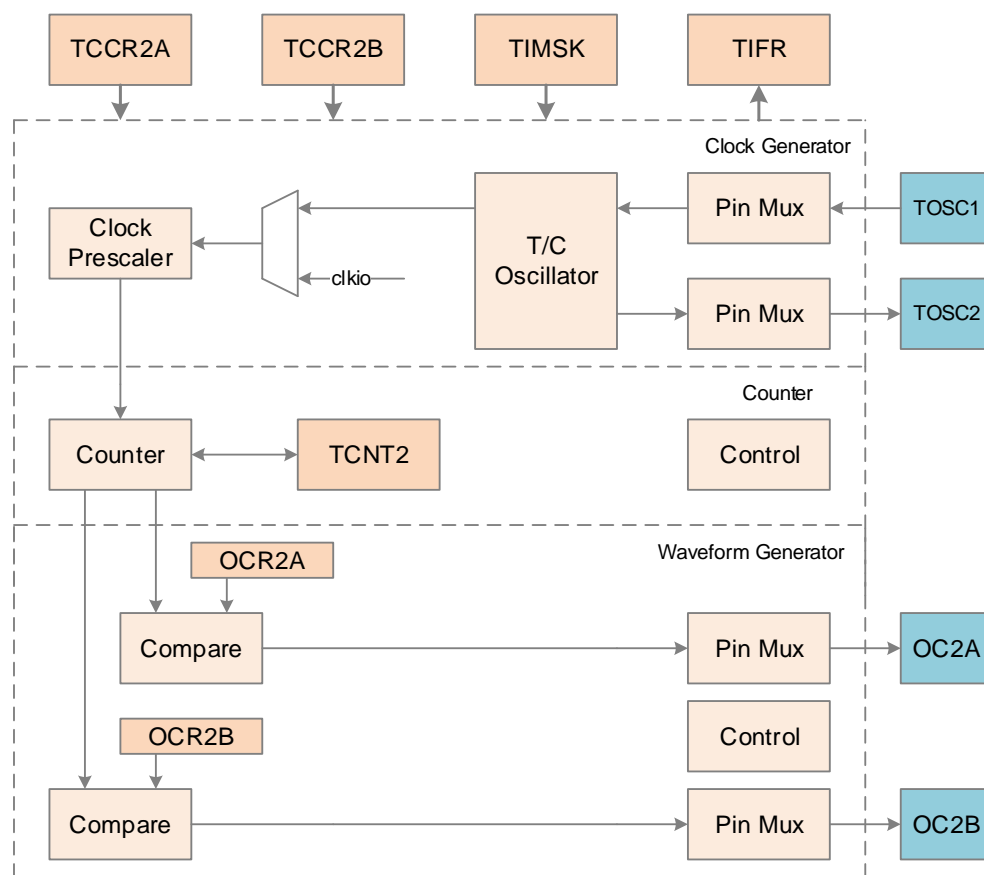 TCCR2A
TCCR2B
TIMSK
TIFR
Clock Generator
Clock
Prescaler
clkio
T/C
Oscillator
Pin Mux
TOSC1
Pin Mux
TOSC2
Counter
Counter
TCNT2
Control
Waveform Generator
OCR2A
Compare
Pin Mux
OC2A
OCR2B
Control
Compare
Pin Mux
OC2B